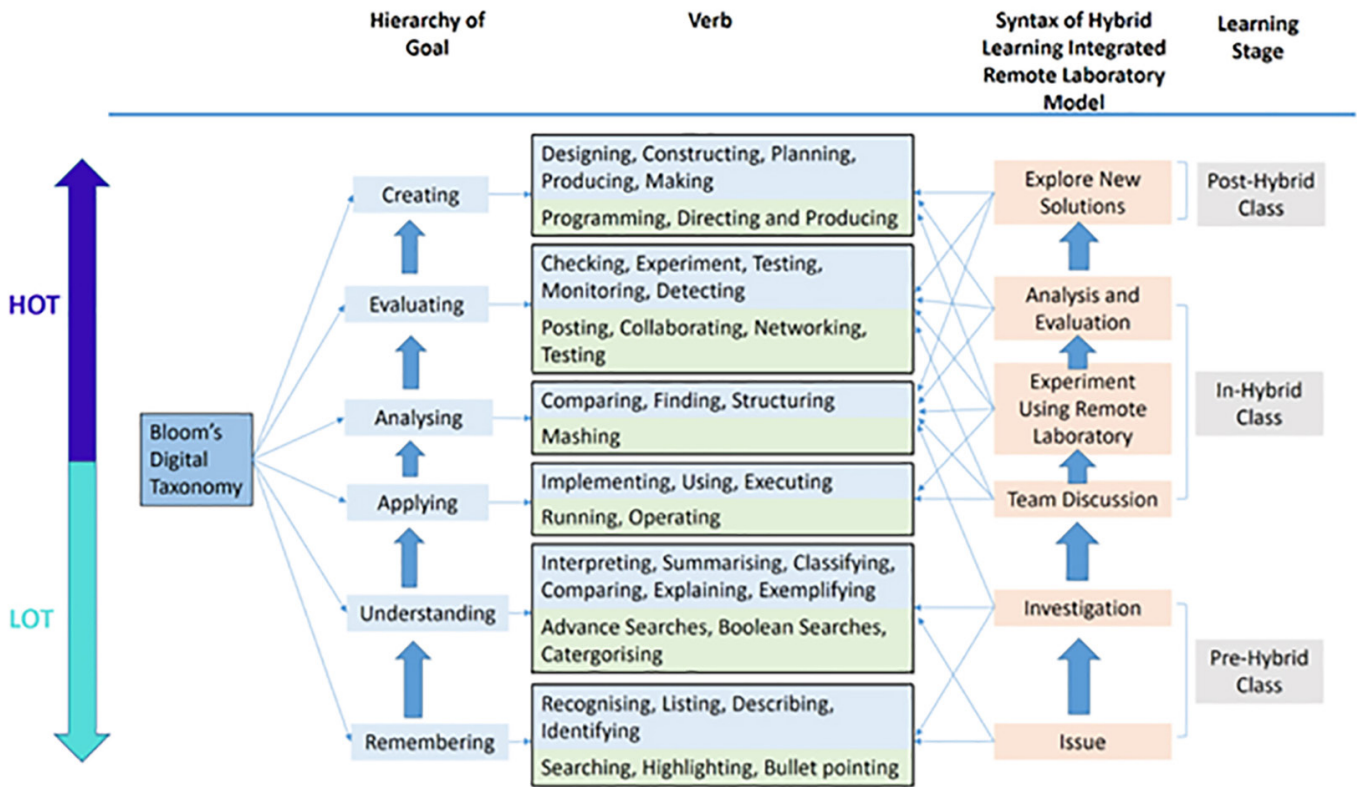 Hierarchy of
Goal
Verb
Syntax of Hybrid
Learning Integrated
Remote Laboratory
Model
Learning
Stage
HOT
LOT
Bloom's
Digital
Taxonomy
Creating
Evaluating
Analysing
Applying
Understanding
Remembering
Designing, Constructing, Planning,
Producing, Making
Programming, Directing and Producing
Checking, Experiment, Testing,
Monitoring, Detecting
Posting, Collaborating, Networking,
Testing
Comparing, Finding, Structuring
Mashing
Implementing, Using, Executing
Running, Operating
Interpreting, Summarising, Classifying,
Comparing, Explaining, Exemplifying
Advance Searches, Boolean Searches,
Catergorising
Recognising, Listing, Describing,
Identifying
Searching, Highlighting, Bullet pointing
Explore New
Solutions
Analysis and
Evaluation
Experiment
Using Remote
Laboratory
Team Discussion
Investigation
Issue
Post-Hybrid
Class
In-Hybrid
Class
Pre-Hybrid
Class